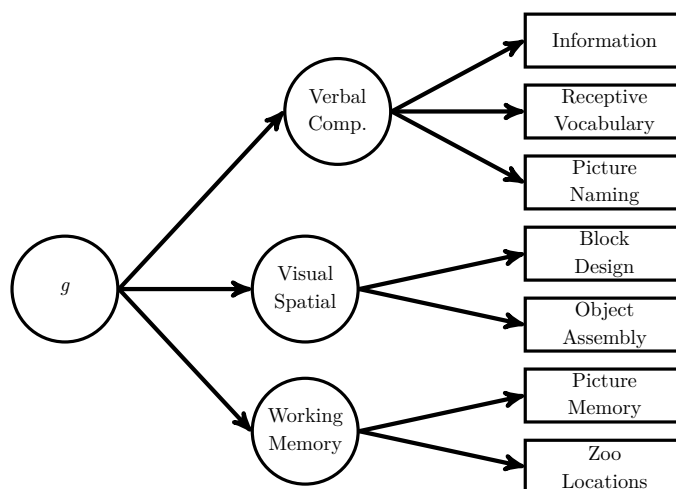 g
Verbal
Comp.
Visual
Spatial
Working
Memory
Information
Receptive
Vocabulary
Picture
Naming
Block
Design
Object
Assembly
Picture
Memory
Zoo
Locations